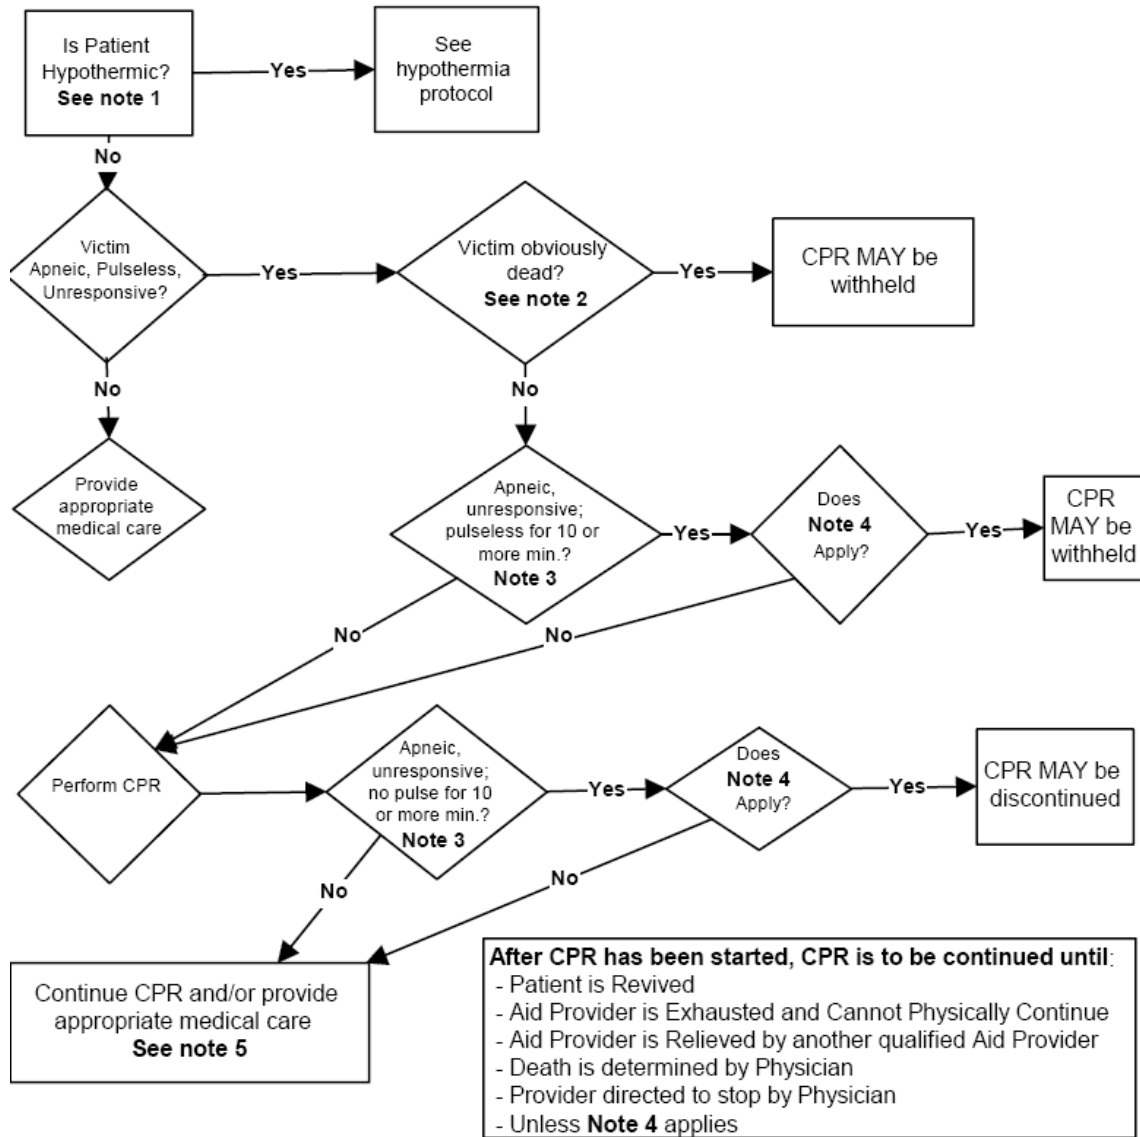 Is Patient
Hypothermic?
See note 1
Yes
See
hypothermia
protocol
No
Victim
Apneic, Pulseless,
Unresponsive?
Yes
Victim obviously
dead?
See note 2
Yes
CPR MAY be
withheld
No
No
Provide
appropriate
medical care
Apneic,
unresponsive;
pulseless for 10 or
more min.?
Note 3
Yes
Does
Note 4
Apply?
Yes
CPR
MAY be
withheld
No
No
Perform CPR
Apneic,
unresponsive;
no pulse for 10
or more min.?
Note 3
Yes
Does
Note 4
Apply?
Yes
CPR MAY be
discontinued
No
No
Continue CPR and/or provide
appropriate medical care
See note 5
After CPR has been started, CPR is to be continued until:
- Patient is Revived
- Aid Provider is Exhausted and Cannot Physically Continue
- Aid Provider is Relieved by another qualified Aid Provider
- Death is determined by Physician
- Provider directed to stop by Physician
- Unless Note 4 applies